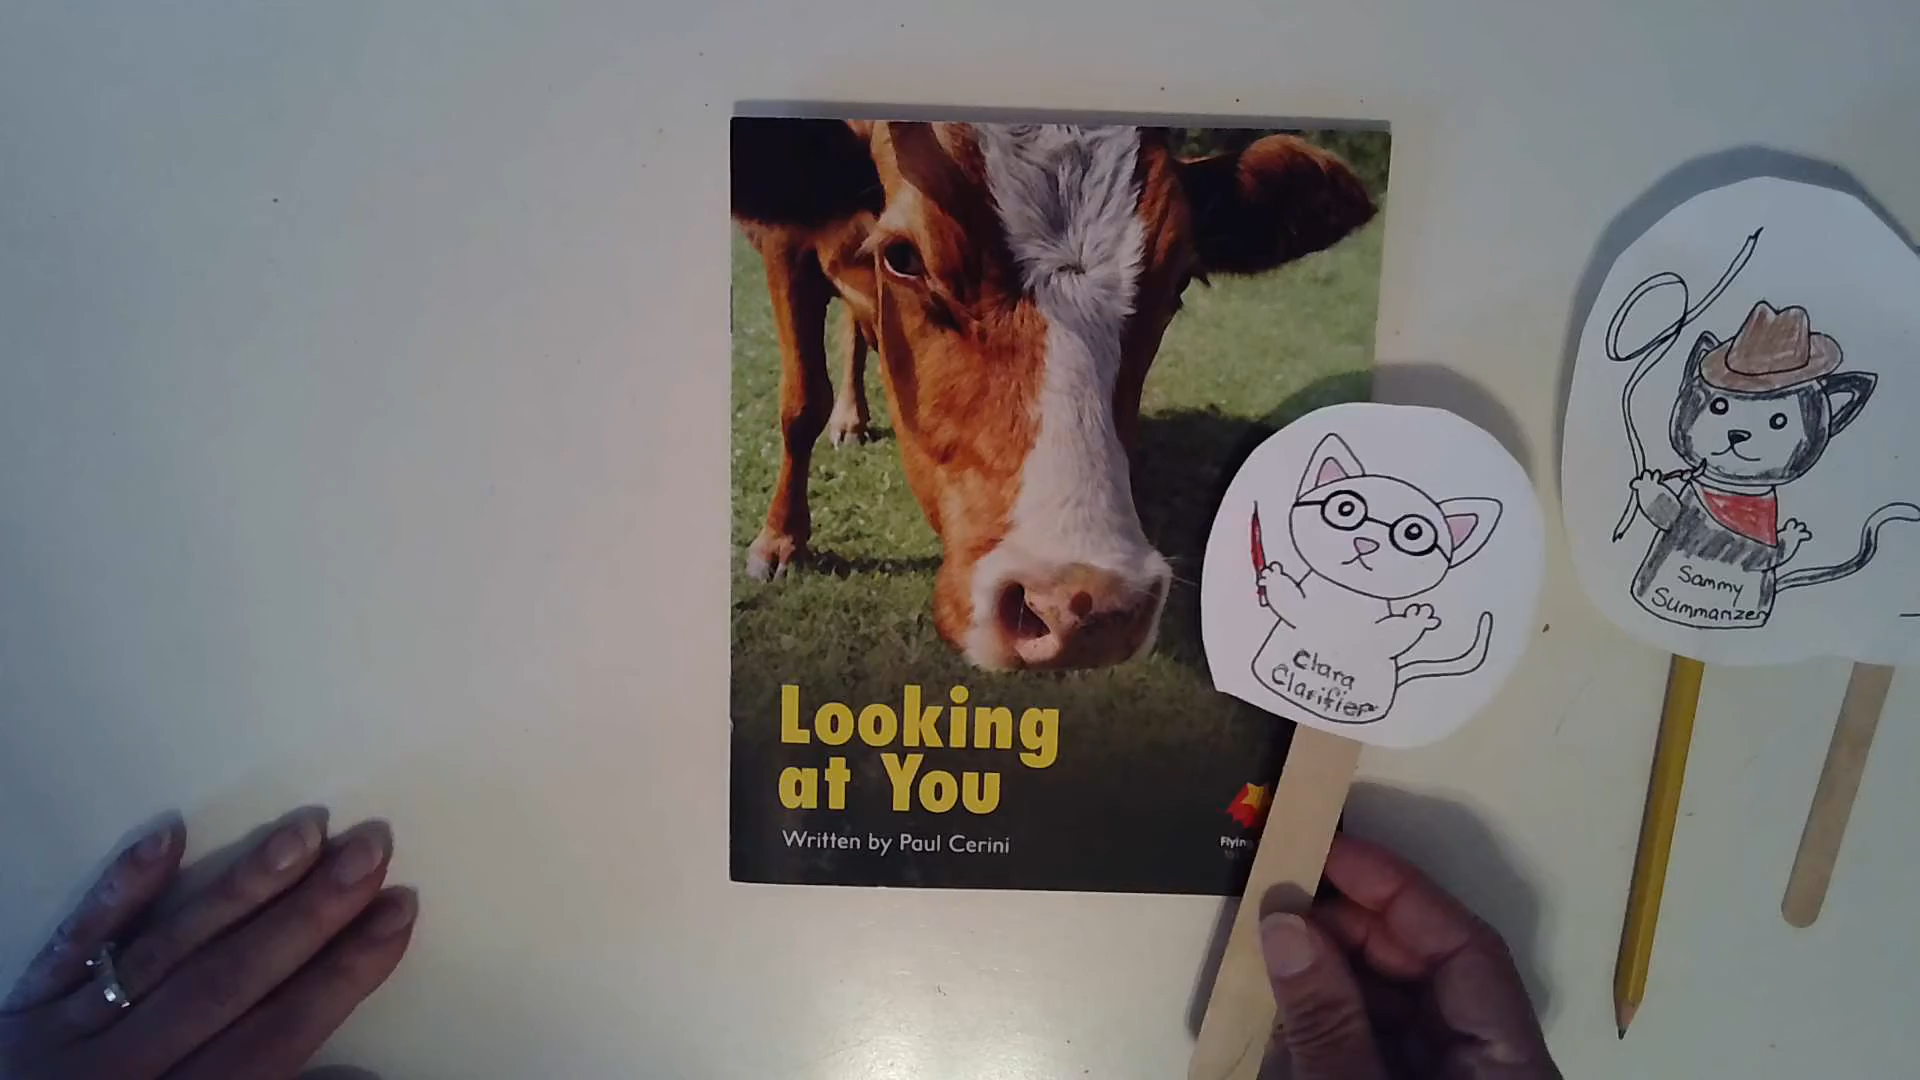 Looking
at You
Written by Paul Cerini
Clara
Clarifier
Sammy
Summarizer